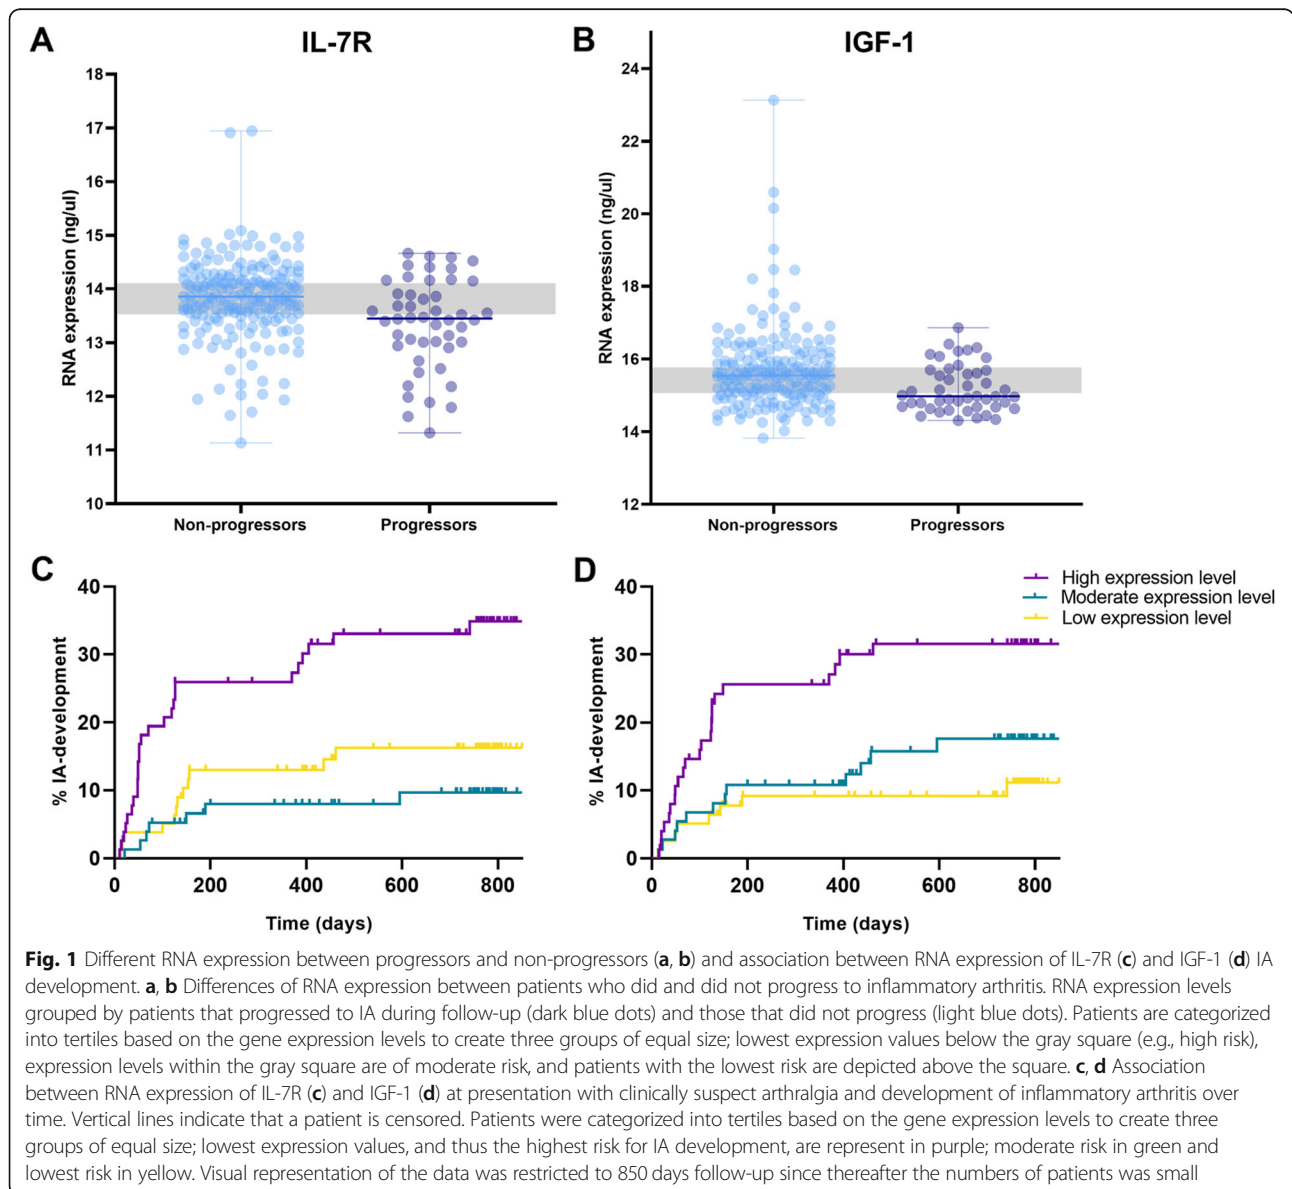 A
IL-7R
18
17
16
15
14
13
12
11
10
RNA expression (ng/ul)
Non-progressors
Progressors
B
IGF-1
24
22
20
18
16
14
12
RNA expression (ng/ul)
Non-progressors
Progressors
C
40
30
20
10
0
% IA-development
0 200 400 600 800
Time (days)
D
40
30
20
10
0
% IA-development
0 200 400 600 800
Time (days)
High expression level
Moderate expression level
Low expression level
Fig. 1 Different RNA expression between progressors and non-progressors (a, b) and association between RNA expression of IL-7R (c) and IGF-1 (d) IA
development. a, b Differences of RNA expression between patients who did and did not progress to inflammatory arthritis. RNA expression levels
grouped by patients that progressed to IA during follow-up (dark blue dots) and those that did not progress (light blue dots). Patients are categorized
into tertiles based on the gene expression levels to create three groups of equal size; lowest expression values below the gray square (e.g., high risk),
expression levels within the gray square are of moderate risk, and patients with the lowest risk are depicted above the square. c, d Association
between RNA expression of IL-7R (c) and IGF-1 (d) at presentation with clinically suspect arthralgia and development of inflammatory arthritis over
time. Vertical lines indicate that a patient is censored. Patients were categorized into tertiles based on the gene expression levels to create three
groups of equal size; lowest expression values, and thus the highest risk for IA development, are represent in purple; moderate risk in green and
lowest risk in yellow. Visual representation of the data was restricted to 850 days follow-up since thereafter the numbers of patients was small